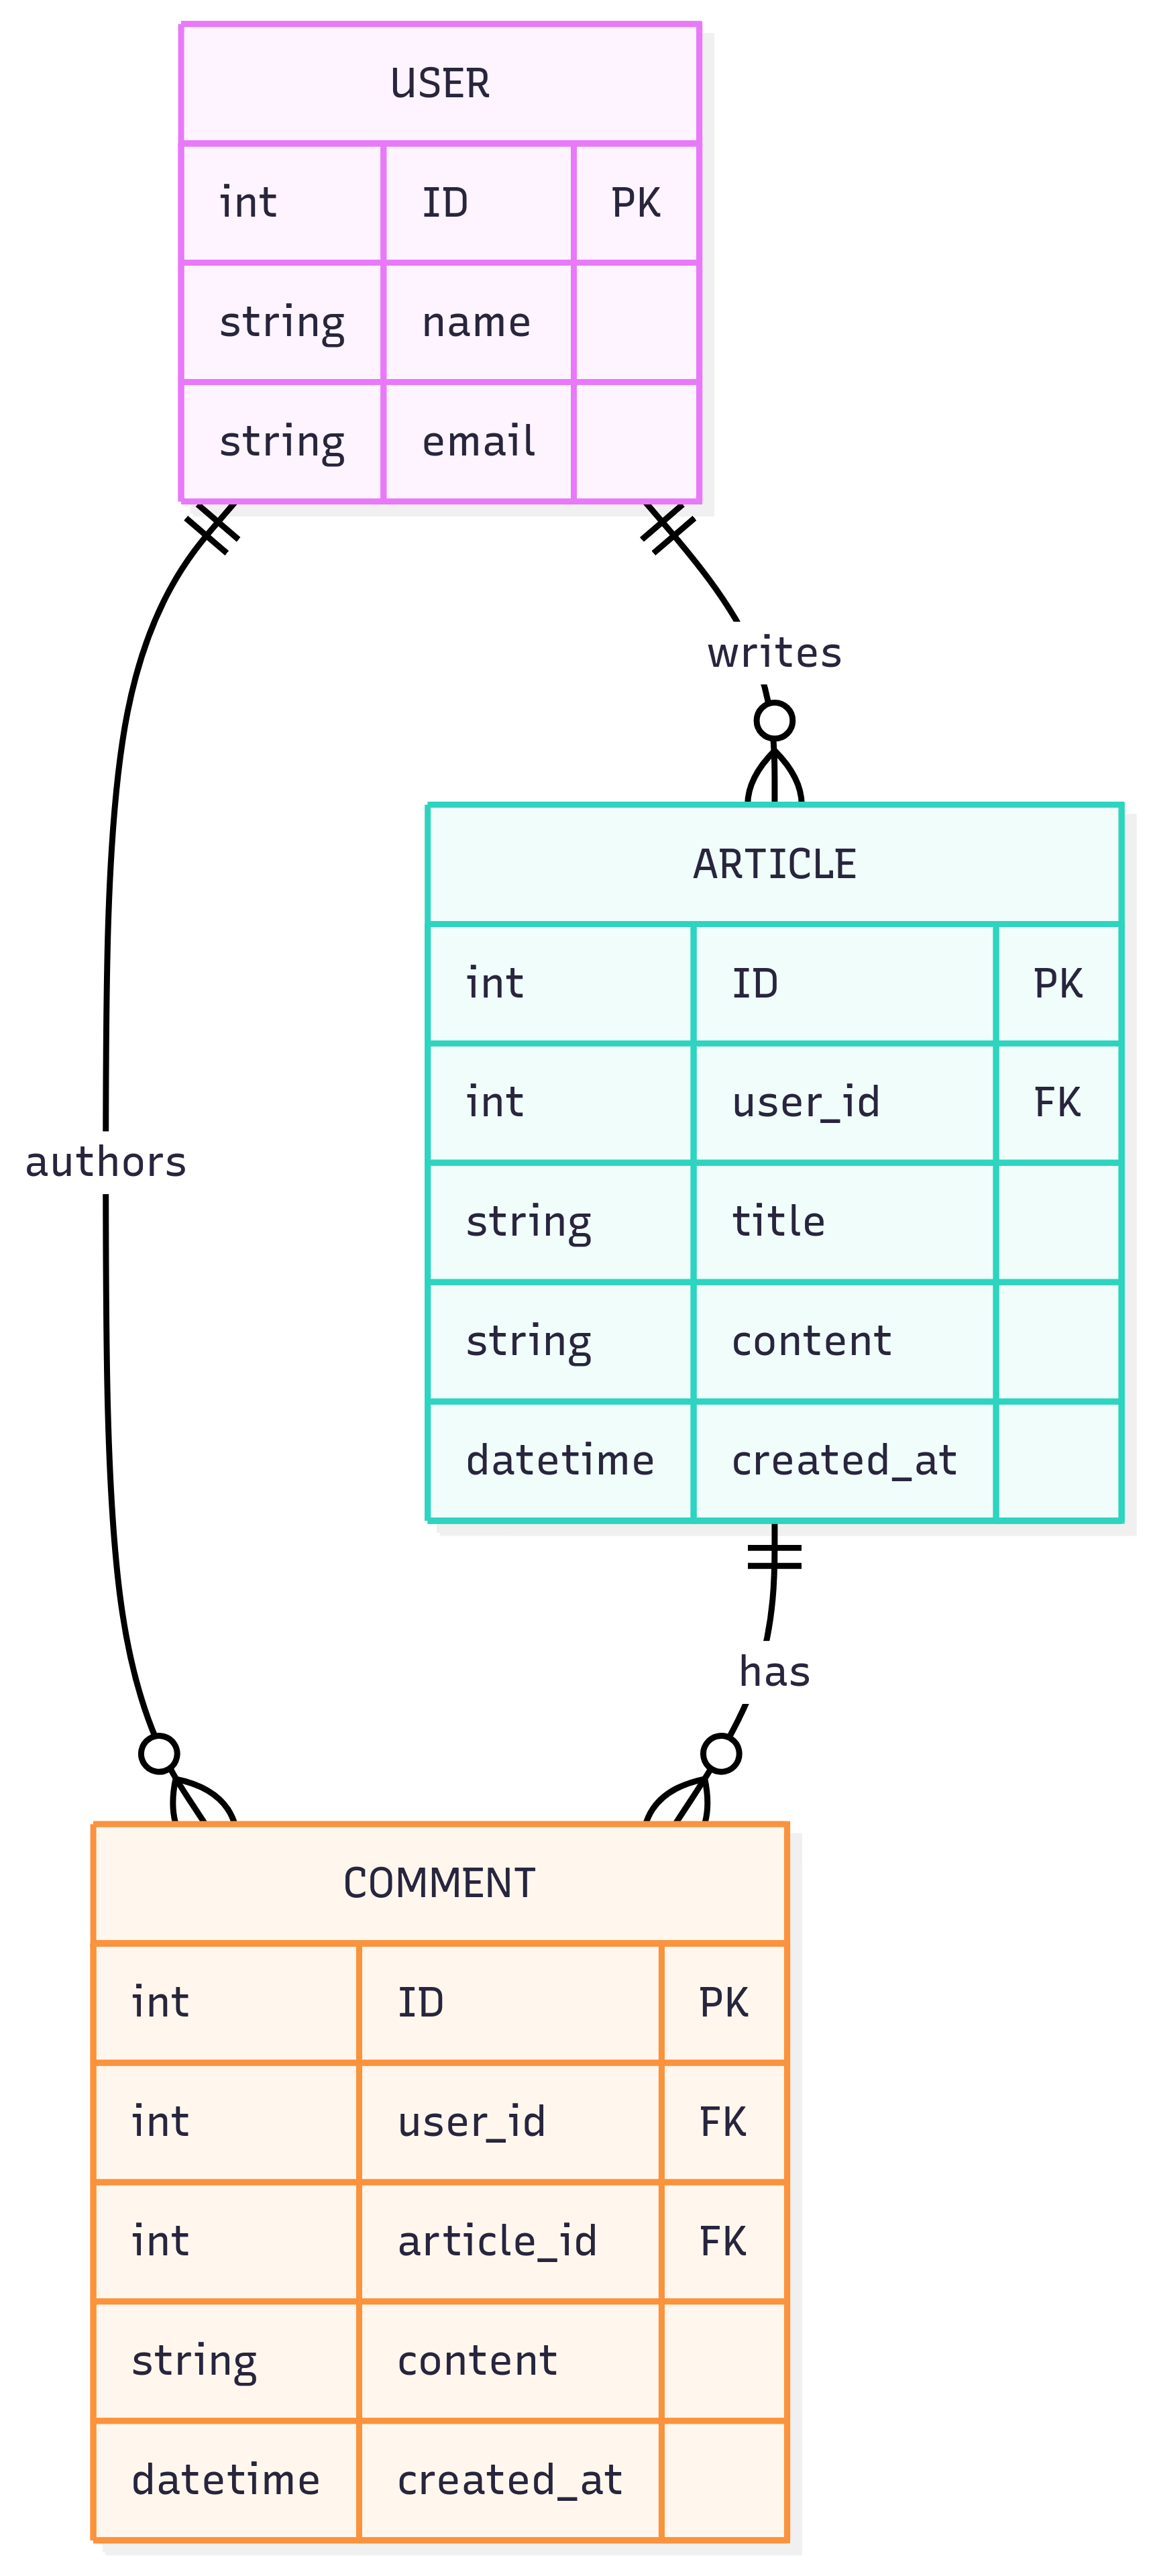 USER
int ID PK
string name
string email
writes
ARTICLE
int ID PK
int user_id FK
string title
string content
datetime created_at
authors
has
COMMENT
int ID PK
int user_id FK
int article_id FK
string content
datetime created_at